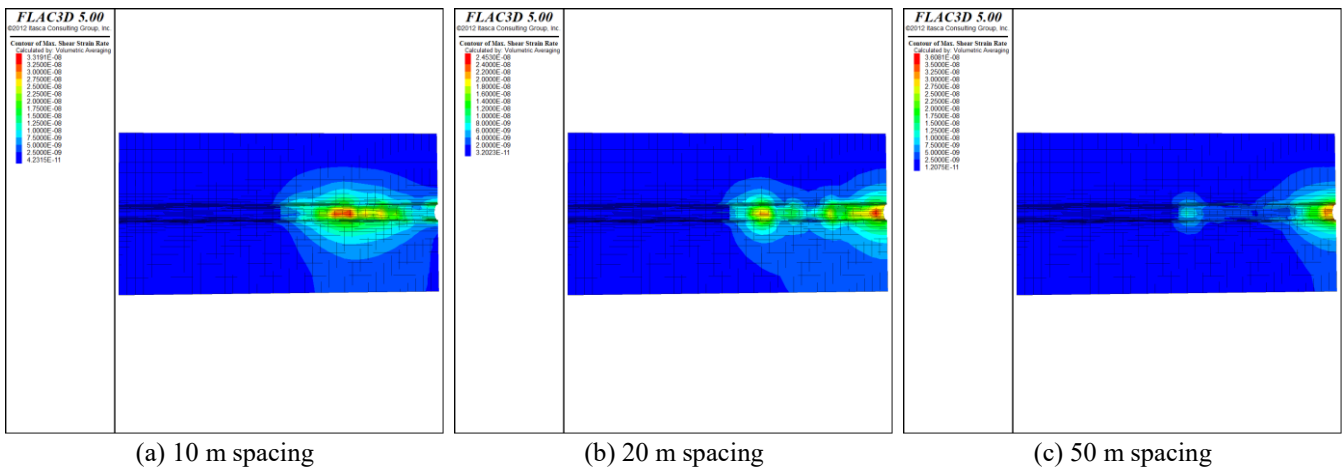 FLAC3D 5.00
©2012 Itasca Consulting Group, Inc.
Contour of Max. Shear Strain Rate
Calculated by: Volumetric Averaging
3.3191E-08
3.2500E-08
3.0000E-08
2.7500E-08
2.5000E-08
2.2500E-08
2.0000E-08
1.7500E-08
1.5000E-08
1.2500E-08
1.0000E-08
7.5000E-09
5.0000E-09
2.5000E-09
4.2315E-11
(a) 10 m spacing
FLAC3D 5.00
©2012 Itasca Consulting Group, Inc.
Contour of Max. Shear Strain Rate
Calculated by: Volumetric Averaging
2.4530E-08
2.4000E-08
2.2000E-08
2.0000E-08
1.8000E-08
1.6000E-08
1.4000E-08
1.2000E-08
1.0000E-08
8.0000E-09
6.0000E-09
4.0000E-09
2.0000E-09
3.2023E-11
(b) 20 m spacing
FLAC3D 5.00
©2012 Itasca Consulting Group, Inc.
Contour of Max. Shear Strain Rate
Calculated by: Volumetric Averaging
3.6081E-08
3.5000E-08
3.2500E-08
3.0000E-08
2.7500E-08
2.5000E-08
2.2500E-08
2.0000E-08
1.7500E-08
1.5000E-08
1.2500E-08
1.0000E-08
7.5000E-09
5.0000E-09
2.5000E-09
1.2075E-11
(c) 50 m spacing